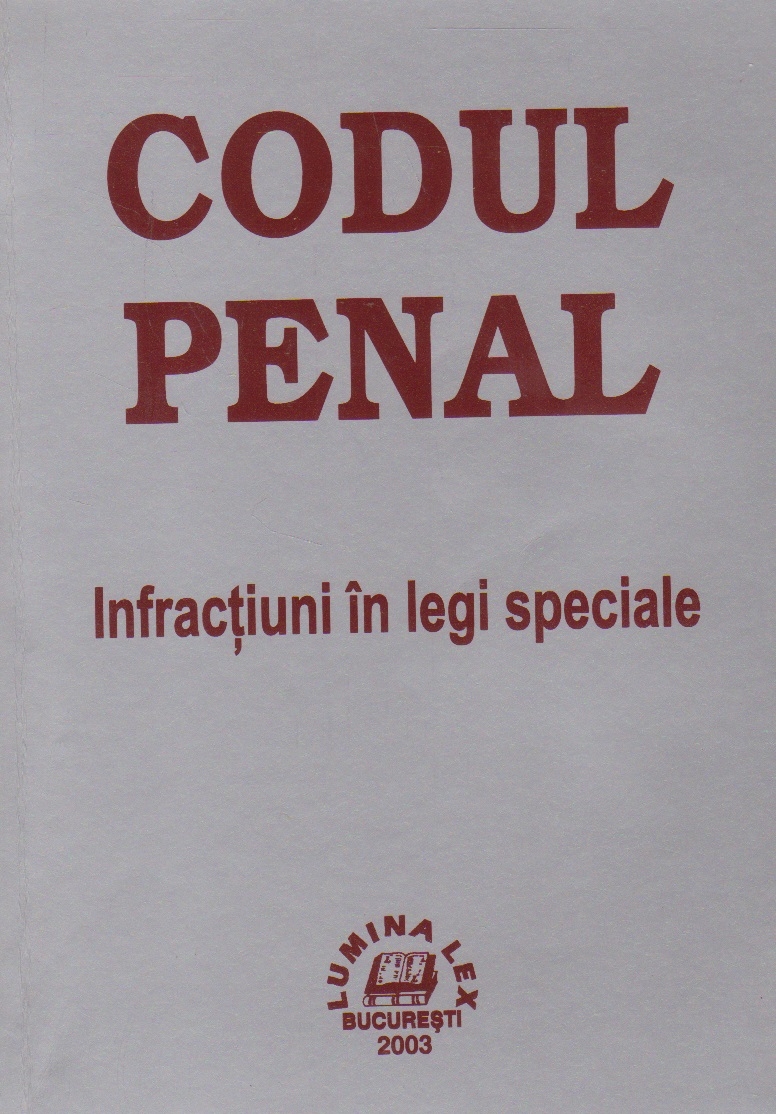 CODUL
PENAL
Infracțiuni în legi speciale
LUMINA LEX
BUCUREȘTI
2003